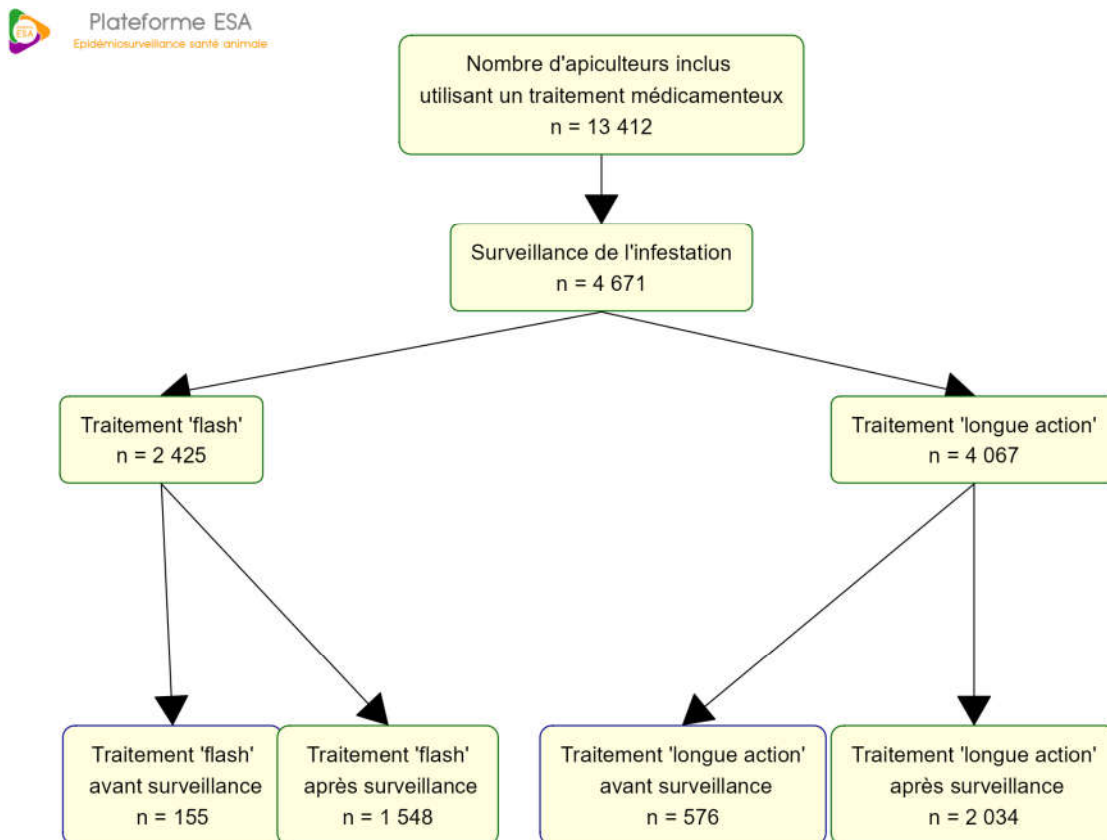 Plateforme ESA
ESA
Epidémiosurveillance santé animale
Nombre d'apiculteurs inclus
utilisant un traitement médicamenteux
n = 13 412
Surveillance de l'infestation
n = 4 671
Traitement 'flash'
n = 2 425
Traitement 'longue action'
n = 4 067
Traitement 'flash'
avant surveillance
n = 155
Traitement 'flash'
après surveillance
n = 1 548
Traitement 'longue action'
avant surveillance
n = 576
Traitement 'longue action'
après surveillance
n = 2 034